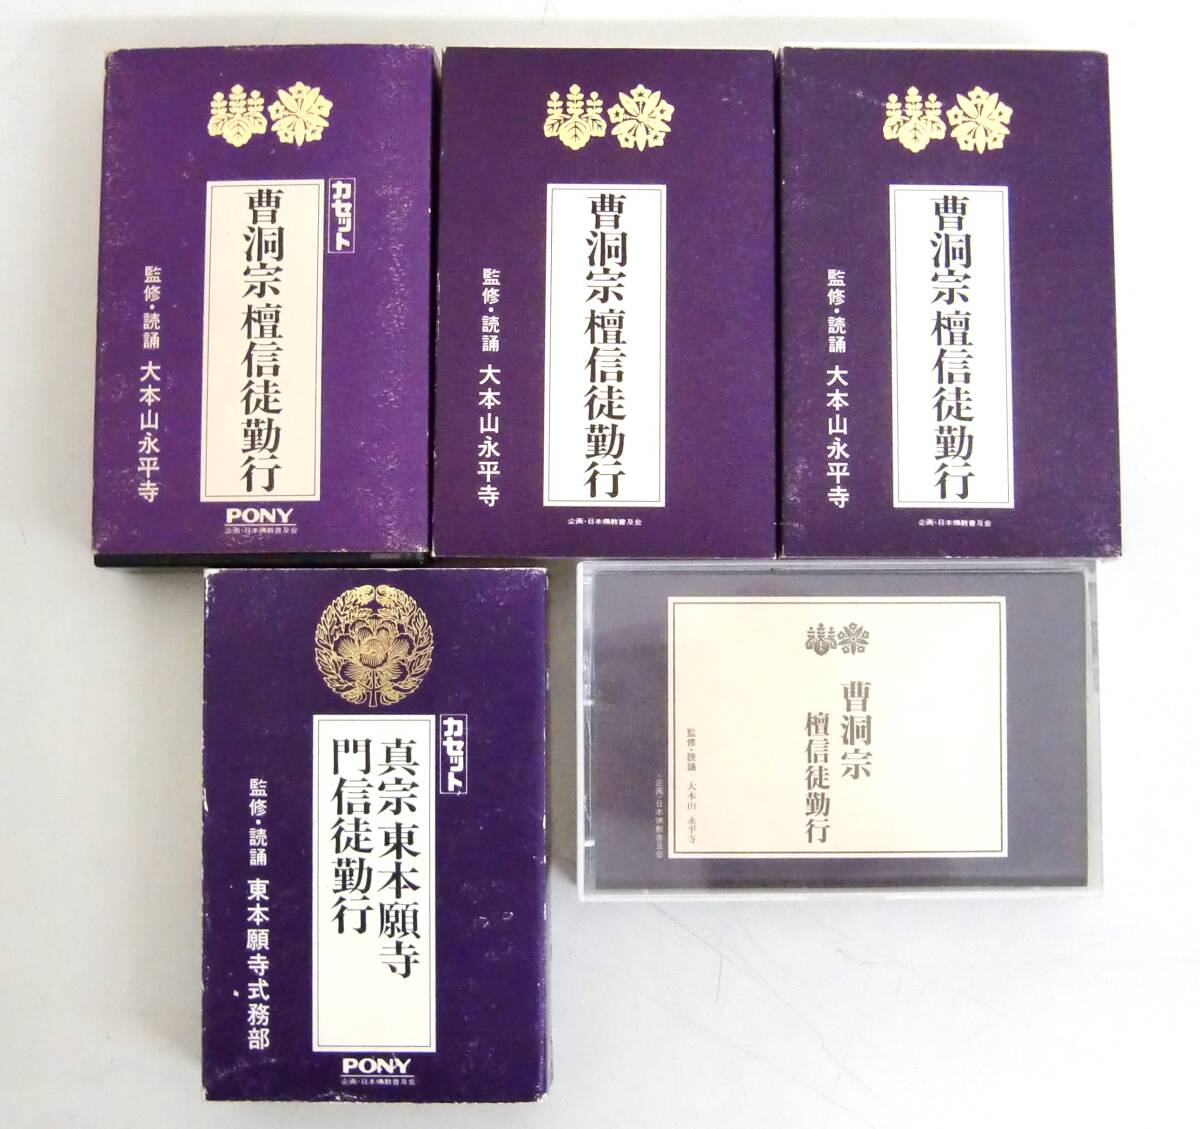 カセット
曹洞宗 檀信徒勤行
監修・読誦 大本山永平寺
PONY
企画・日本佛教普及会
曹洞宗 檀信徒勤行
監修・読誦 大本山永平寺
企画・日本佛教普及会
曹洞宗 檀信徒勤行
監修・読誦 大本山永平寺
企画・日本佛教普及会
カセット
真宗 東本願寺
門信徒勤行
監修・読誦 東本願寺式務部
PONY
企画・日本佛教普及会
曹洞宗
檀信徒勤行
監修・読誦 大本山 永平寺
〈企画〉日本佛教普及会